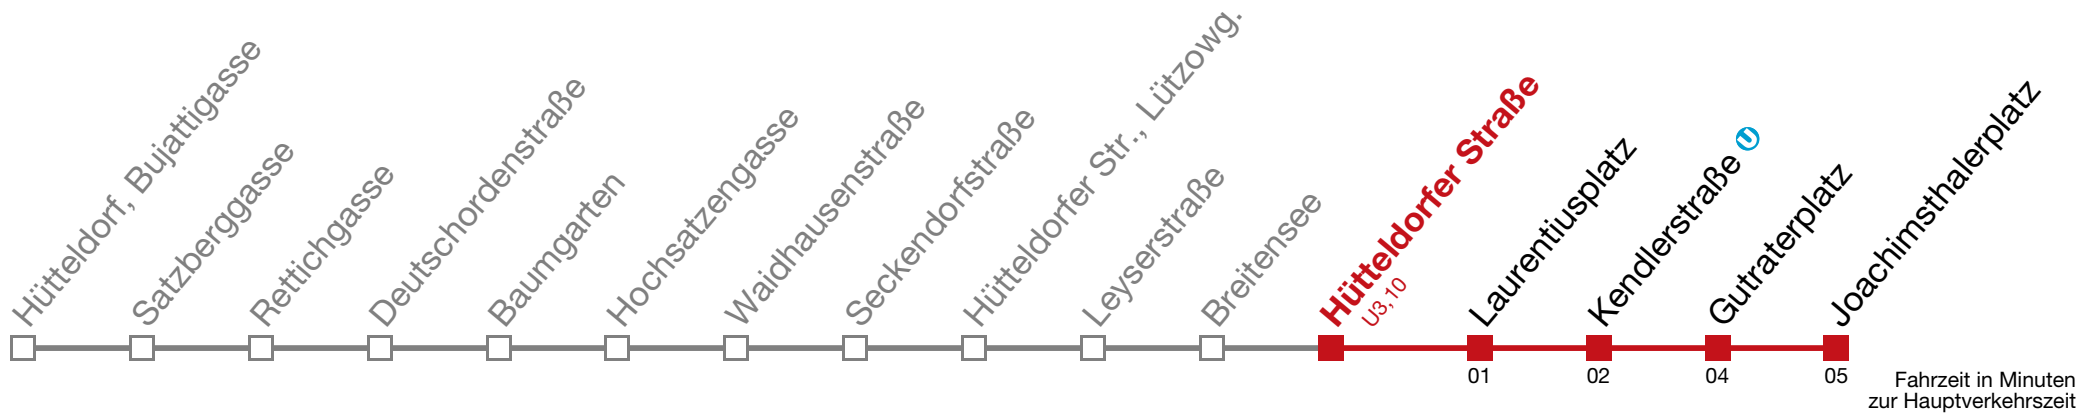 Hütteldorf, Bujattigasse
Satzberggasse
Rettichgasse
Deutschordenstraße
Baumgarten
Hochsatzengasse
Waidhausenstraße
Seckendorfstraße
Hütteldorfer Str., Lützowg.
Leyserstraße
Breitensee
Hütteldorfer Straße
U3,10
Laurentiusplatz
Kendlerstraße U
Gutraterplatz
Joachimsthalerplatz
01 02 04 05
Fahrzeit in Minuten
zur Hauptverkehrszeit